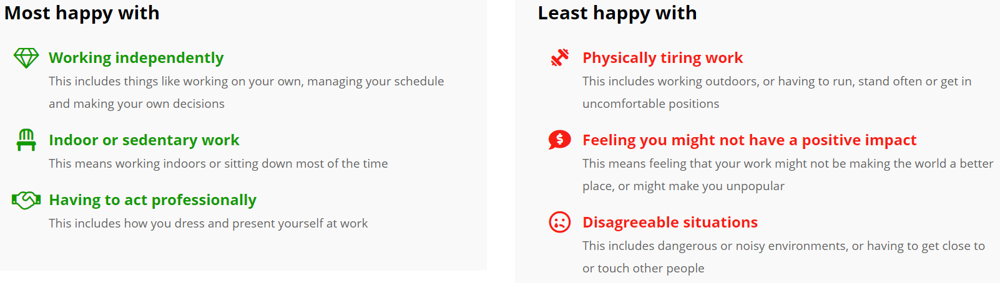 Most happy with
Working independently
This includes things like working on your own, managing your schedule
and making your own decisions
Indoor or sedentary work
This means working indoors or sitting down most of the time
Having to act professionally
This includes how you dress and present yourself at work
Least happy with
Physically tiring work
This includes working outdoors, or having to run, stand often or get in
uncomfortable positions
$
Feeling you might not have a positive impact
This means feeling that your work might not be making the world a better
place, or might make you unpopular
Disagreeable situations
This includes dangerous or noisy environments, or having to get close to
or touch other people